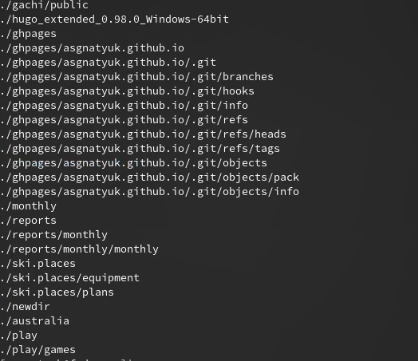 ./gachi/public
./hugo_extended_0.98.0_Windows-64bit
./ghpages
./ghpages/asgnatyuk.github.io
./ghpages/asgnatyuk.github.io/.git
./ghpages/asgnatyuk.github.io/.git/branches
./ghpages/asgnatyuk.github.io/.git/hooks
./ghpages/asgnatyuk.github.io/.git/info
./ghpages/asgnatyuk.github.io/.git/refs
./ghpages/asgnatyuk.github.io/.git/refs/heads
./ghpages/asgnatyuk.github.io/.git/refs/tags
./ghpages/asgnatyuk.github.io/.git/objects
./ghpages/asgnatyuk.github.io/.git/objects/pack
./ghpages/asgnatyuk.github.io/.git/objects/info
./monthly
./reports
./reports/monthly
./reports/monthly/monthly
./ski.places
./ski.places/equipment
./ski.places/plans
./newdir
./australia
./play
./play/games